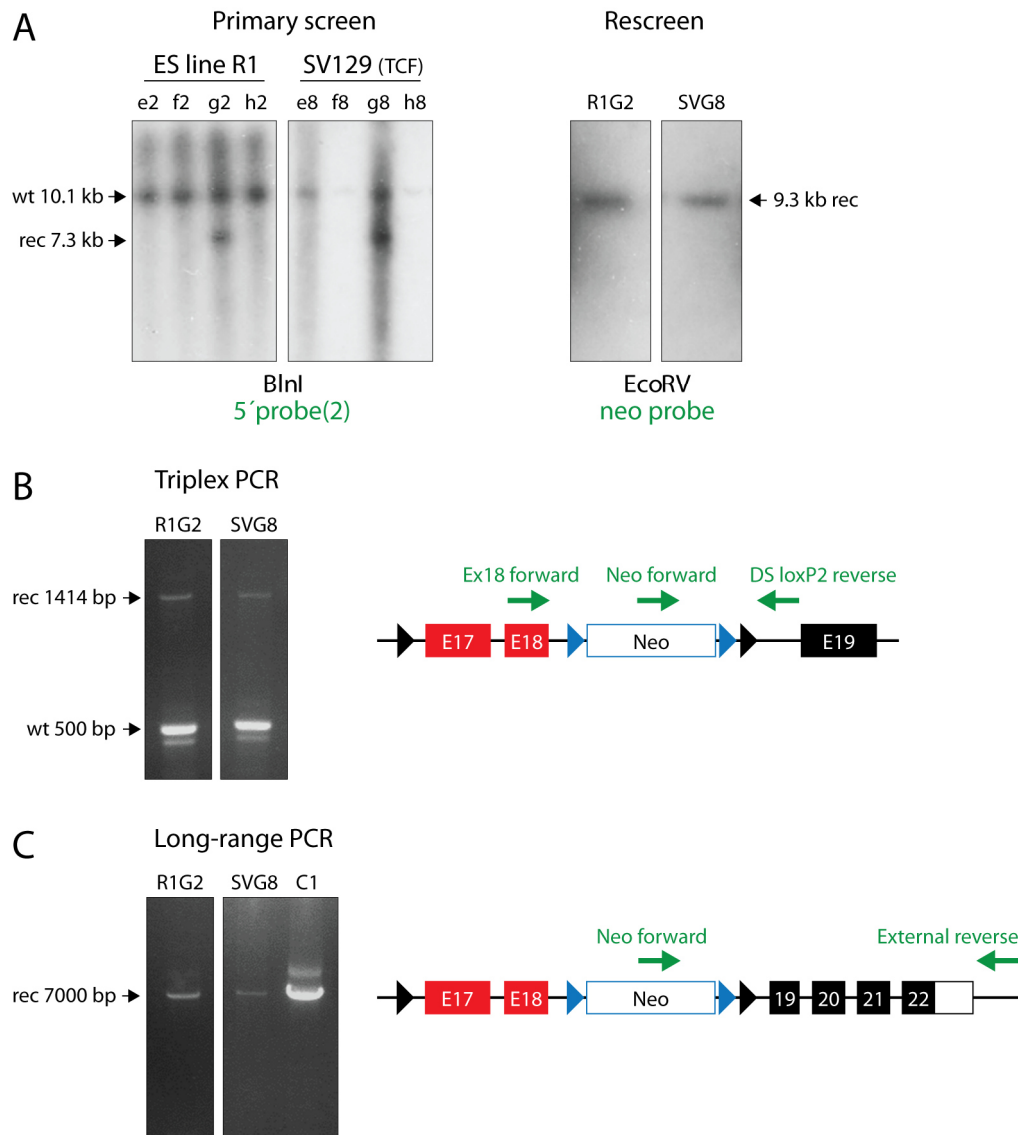 A
Primary screen
Rescreen
ES line R1
SV129 (TCF)
e2 f2 g2 h2
e8 f8 g8 h8
R1G2
SVG8
wt 10.1 kb
rec 7.3 kb
9.3 kb rec
BlnI
5´probe(2)
EcoRV
neo probe
B
Triplex PCR
R1G2
SVG8
rec 1414 bp
wt 500 bp
Ex18 forward
Neo forward
DS loxP2 reverse
E17
E18
Neo
E19
C
Long-range PCR
R1G2
SVG8
C1
rec 7000 bp
Neo forward
External reverse
E17
E18
Neo
19
20
21
22